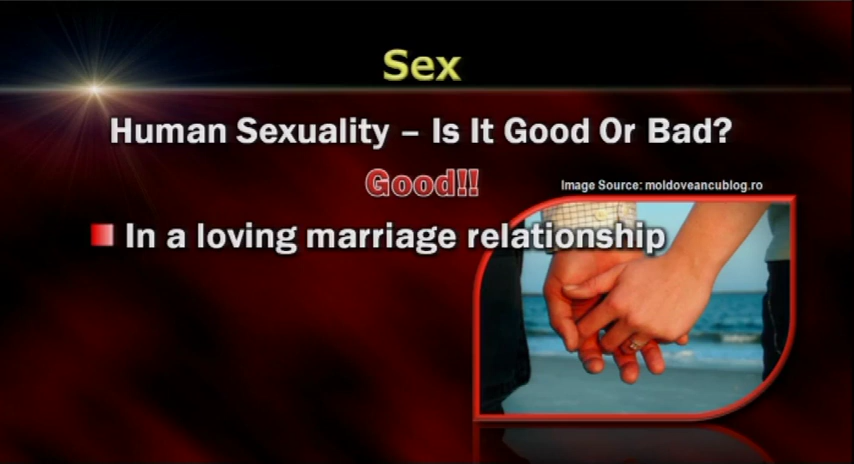 Sex
Human Sexuality – Is It Good Or Bad?
Good!!
Image Source: moldoveancublog.ro
In a loving marriage relationship